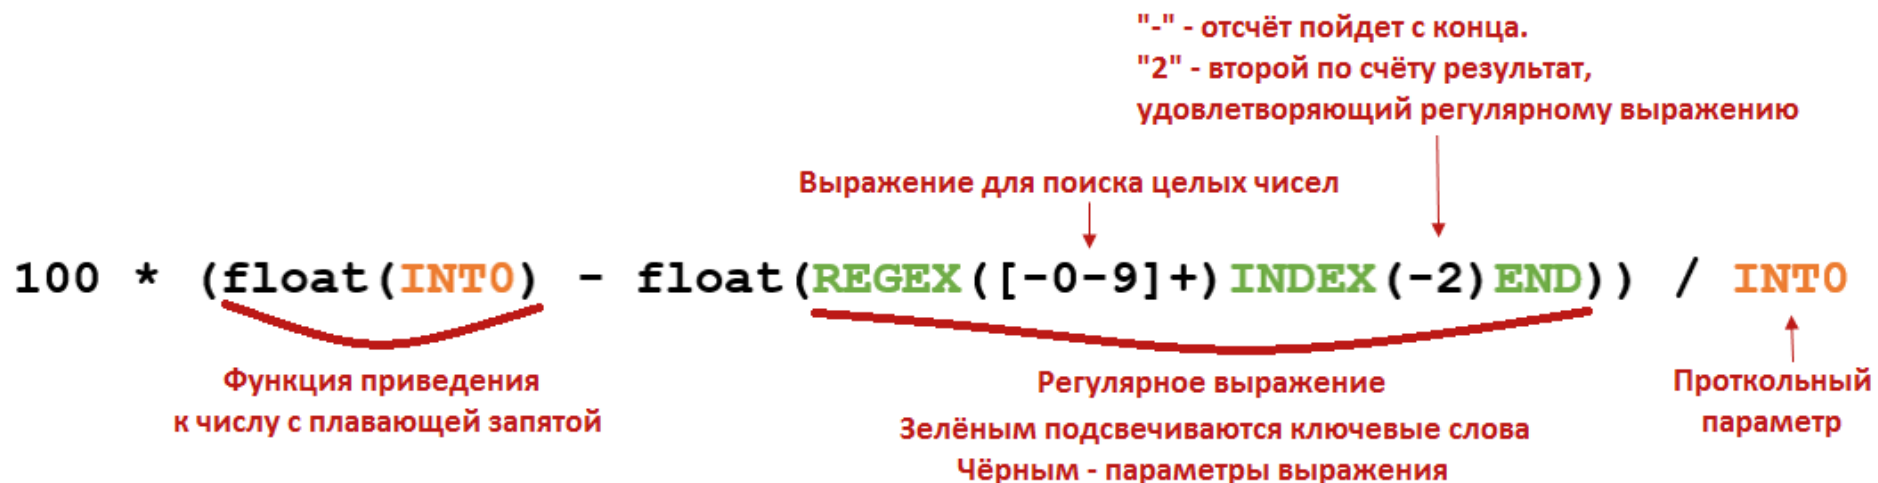 "-" - отсчёт пойдет с конца.
"2" - второй по счёту результат,
удовлетворяющий регулярному выражению
Выражение для поиска целых чисел
100 * (float(INT0) - float(REGEX([-0-9]+)INDEX(-2)END)) / INT0
Функция приведения
к числу с плавающей запятой
Регулярное выражение
Зелёным подсвечиваются ключевые слова
Чёрным - параметры выражения
Проткольный
параметр